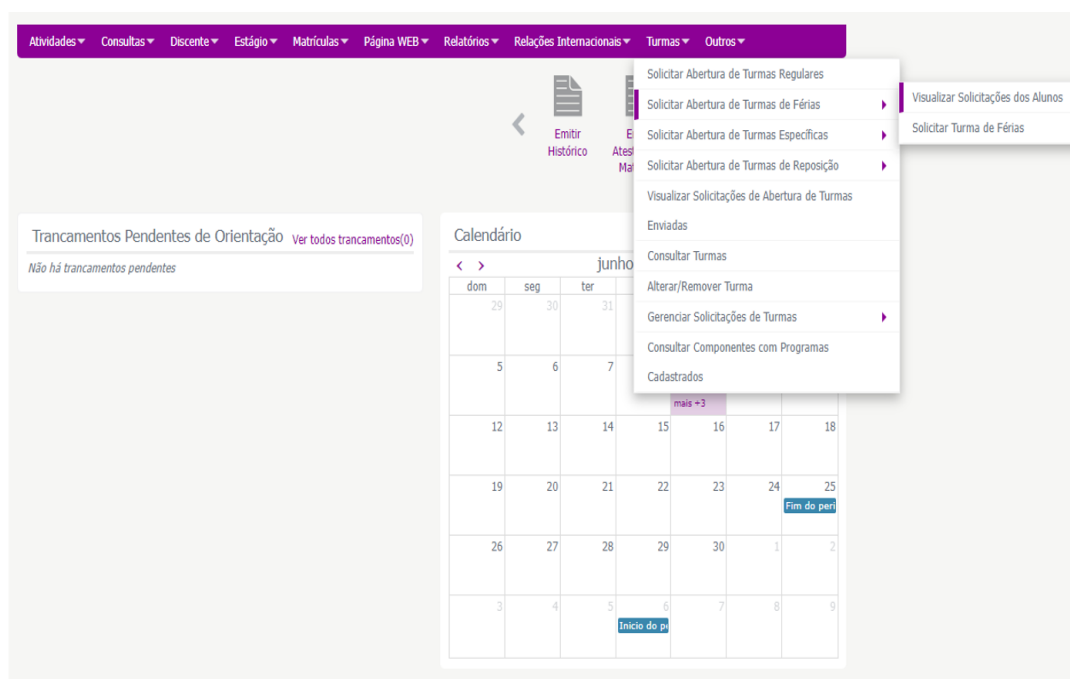 Atividades Consultas Discente Estágio Matrículas Página WEB Relatórios Relações Internacionais Turmas Outros
Solicitar Abertura de Turmas Regulares
Solicitar Abertura de Turmas de Férias
Visualizar Solicitações dos Alunos
Solicitar Turma de Férias
Solicitar Abertura de Turmas Específicas
Solicitar Abertura de Turmas de Reposição
Visualizar Solicitações de Abertura de Turmas
Enviadas
Consultar Turmas
Alterar/Remover Turma
Gerenciar Solicitações de Turmas
Consultar Componentes com Programas
Cadastrados
Emitir
Histórico
Trancamentos Pendentes de Orientação Ver todos trancamentos(0)
Não há trancamentos pendentes
Calendário
junho
dom seg ter
29 30 31
5 6 7
mais +3
12 13 14 15 16 17 18
19 20 21 22 23 24 25
Fim do peri
26 27 28 29 30 1 2
3 4 5 6 7 8 9
Inicio do